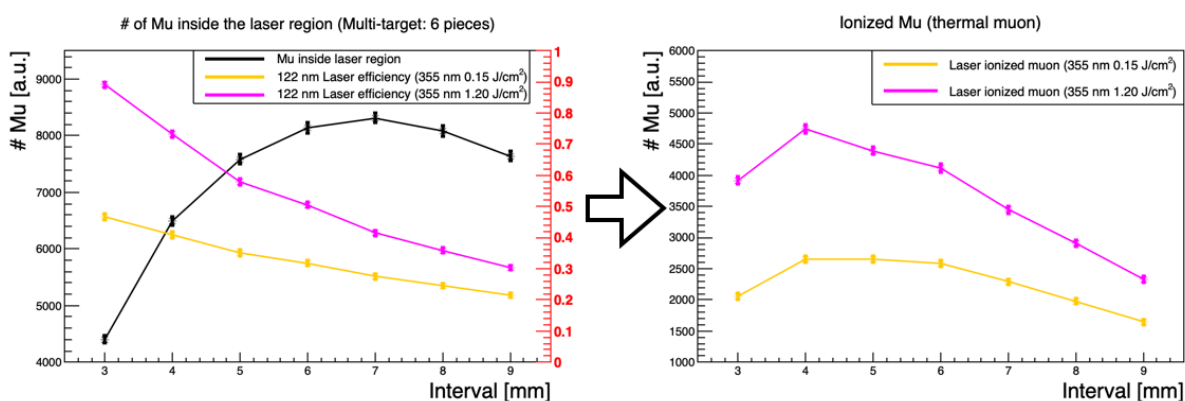 # of Mu inside the laser region (Multi-target: 6 pieces)
# Mu [a.u.]
Mu inside laser region
122 nm Laser efficiency (355 nm 0.15 J/cm²)
122 nm Laser efficiency (355 nm 1.20 J/cm²)
9000
8000
7000
6000
5000
4000
1
0.9
0.8
0.7
0.6
0.5
0.4
0.3
0.2
0.1
0
3 4 5 6 7 8 9
Interval [mm]
Ionized Mu (thermal muon)
# Mu [a.u.]
Laser ionized muon (355 nm 0.15 J/cm²)
Laser ionized muon (355 nm 1.20 J/cm²)
6000
5500
5000
4500
4000
3500
3000
2500
2000
1500
1000
3 4 5 6 7 8 9
Interval [mm]